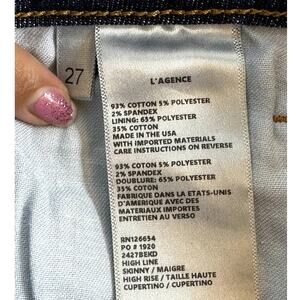 27
L'AGENCE
93% COTTON 5% POLYESTER
2% SPANDEX
LINING: 65% POLYESTER
35% COTTON
MADE IN THE USA
WITH IMPORTED MATERIALS
CARE INSTRUCTIONS ON REVERSE
93% COTON 5% POLYESTER
2% SPANDEX
DOUBLURE: 65% POLYESTER
35% COTON
FABRIQUE DANS LA ETATS-UNIS
D'AMERIQUE AVEC DES
MATERIAUX IMPORTES
ENTRETIEN AU VERSO
RN126654
PO # 1920
2427BEKD
HIGH LINE
SKINNY / MAIGRE
HIGH RISE / TAILLE HAUTE
CUPERTINO / CUPERTINO